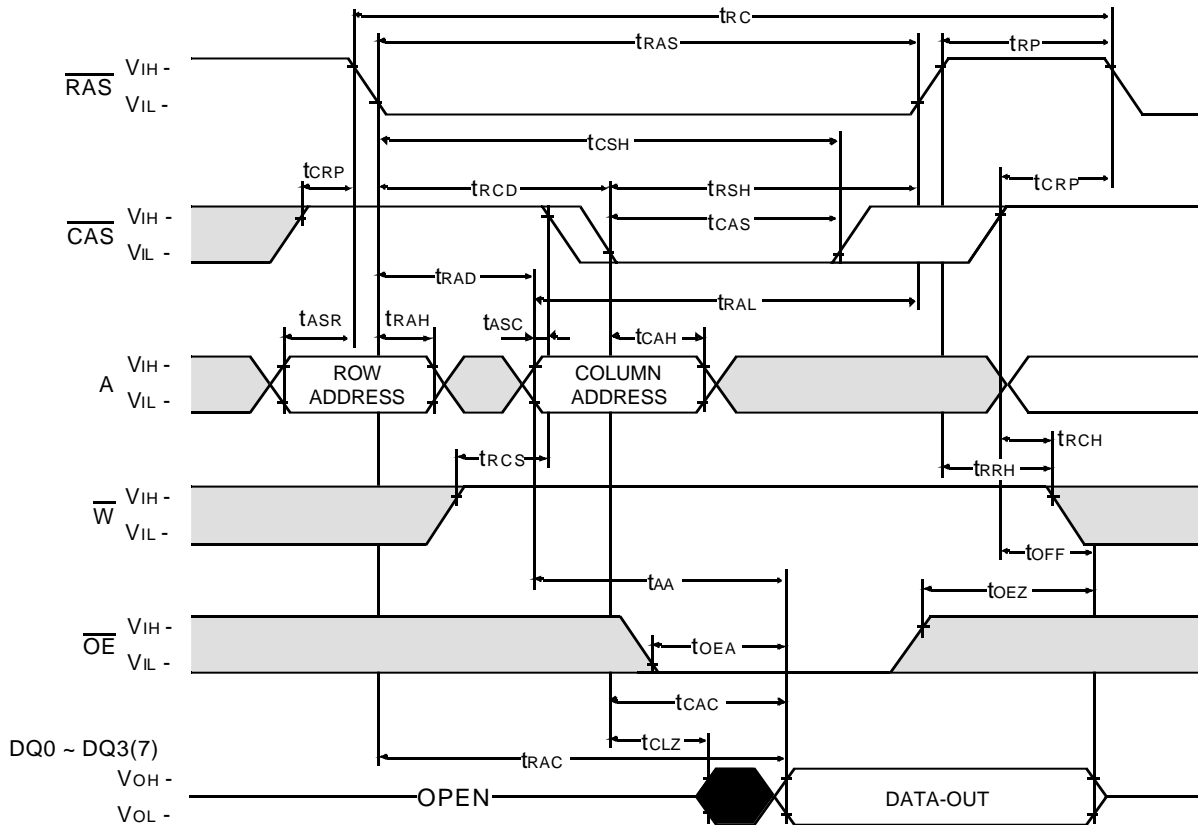 tRC
tRAS
tRP
RAS
VIH -
VIL -
tCSH
tCRP
tRCD
tRSH
tCRP
CAS
VIH -
VIL -
tCAS
tRAD
tRAL
tASR
tRAH
tASC
tCAH
A
VIH -
VIL -
ROW
ADDRESS
COLUMN
ADDRESS
tRCS
tRCH
tRRH
W
VIH -
VIL -
tOFF
tAA
tOEZ
OE
VIH -
VIL -
tOEA
tCAC
tCLZ
tRAC
DQ0 ~ DQ3(7)
VOH -
VOL -
OPEN
DATA-OUT